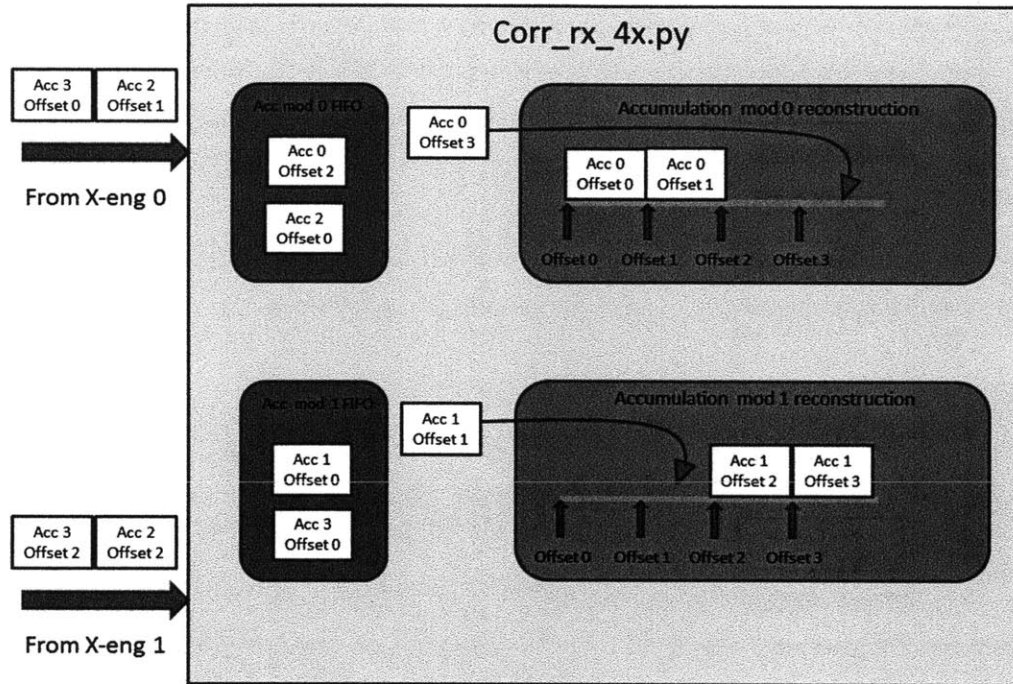 Corr_rx_4x.py
Acc 3
Offset 0
Acc 2
Offset 1
From X-eng 0
Acc mod 0 FIFO
Acc 0
Offset 2
Acc 2
Offset 0
Acc 0
Offset 3
Accumulation mod 0 reconstruction
Acc 0
Offset 0
Acc 0
Offset 1
Offset 0
Offset 1
Offset 2
Offset 3
Acc 3
Offset 2
Acc 2
Offset 2
From X-eng 1
Acc mod 1 FIFO
Acc 1
Offset 0
Acc 3
Offset 0
Acc 1
Offset 1
Accumulation mod 1 reconstruction
Acc 1
Offset 2
Acc 1
Offset 3
Offset 0
Offset 1
Offset 2
Offset 3